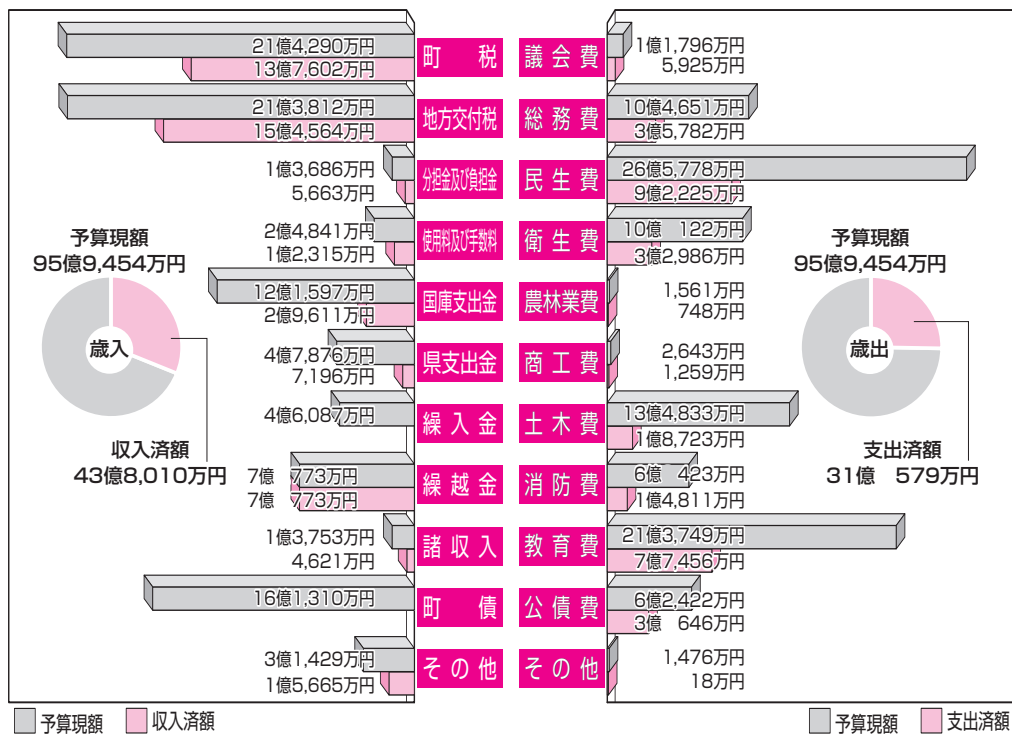 町税
21億4,290万円
13億7,602万円
地方交付税
21億3,812万円
15億4,564万円
分担金及び負担金
1億3,686万円
5,663万円
使用料及び手数料
2億4,841万円
1億2,315万円
国庫支出金
12億1,597万円
2億9,611万円
県支出金
4億7,876万円
7,196万円
繰入金
4億6,087万円
繰越金
7億 773万円
7億 773万円
諸収入
1億3,753万円
4,621万円
町債
16億1,310万円
その他
3億1,429万円
1億5,665万円
予算現額
95億9,454万円
歳入
収入済額
43億8,010万円
予算現額
収入済額
議会費
1億1,796万円
5,925万円
総務費
10億4,651万円
3億5,782万円
民生費
26億5,778万円
9億2,225万円
衛生費
10億 122万円
3億2,986万円
農林業費
1,561万円
748万円
商工費
2,643万円
1,259万円
土木費
13億4,833万円
1億8,723万円
消防費
6億 423万円
1億4,811万円
教育費
21億3,749万円
7億7,456万円
公債費
6億2,422万円
3億 646万円
その他
1,476万円
18万円
予算現額
95億9,454万円
歳出
支出済額
31億 579万円
予算現額
支出済額